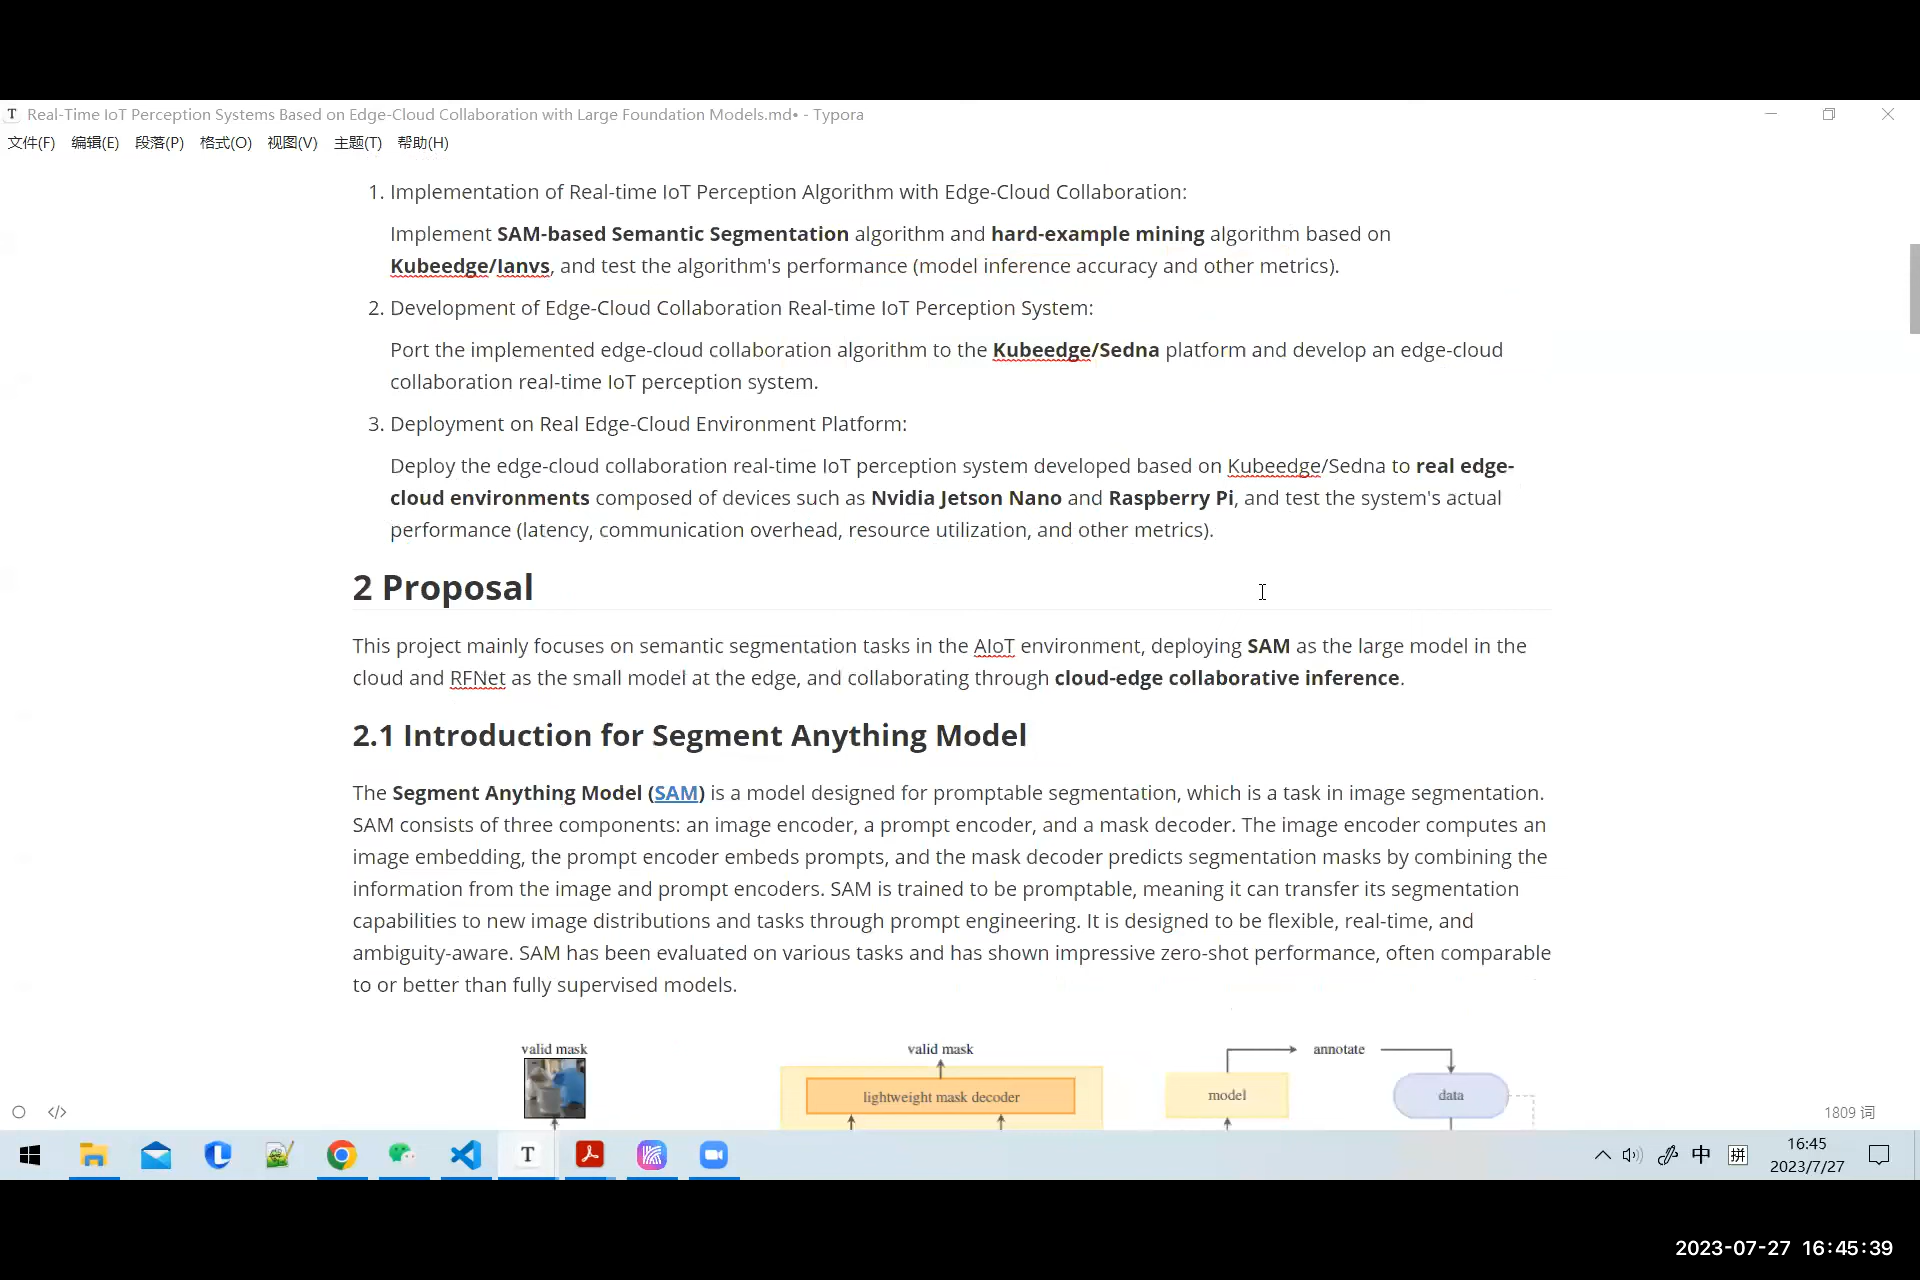 Real-Time IoT Perception Systems Based on Edge-Cloud Collaboration with Large Foundation Models.md• - Typora
文件(F) 编辑(E) 段落(P) 格式(O) 视图(V) 主题(T) 帮助(H)
1. Implementation of Real-time IoT Perception Algorithm with Edge-Cloud Collaboration:
Implement SAM-based Semantic Segmentation algorithm and hard-example mining algorithm based on
Kubeedge/Ianvs, and test the algorithm's performance (model inference accuracy and other metrics).
2. Development of Edge-Cloud Collaboration Real-time IoT Perception System:
Port the implemented edge-cloud collaboration algorithm to the Kubeedge/Sedna platform and develop an edge-cloud
collaboration real-time IoT perception system.
3. Deployment on Real Edge-Cloud Environment Platform:
Deploy the edge-cloud collaboration real-time IoT perception system developed based on Kubeedge/Sedna to real edge-
cloud environments composed of devices such as Nvidia Jetson Nano and Raspberry Pi, and test the system's actual
performance (latency, communication overhead, resource utilization, and other metrics).
2 Proposal
This project mainly focuses on semantic segmentation tasks in the AIoT environment, deploying SAM as the large model in the
cloud and RFNet as the small model at the edge, and collaborating through cloud-edge collaborative inference.
2.1 Introduction for Segment Anything Model
The Segment Anything Model (SAM) is a model designed for promptable segmentation, which is a task in image segmentation.
SAM consists of three components: an image encoder, a prompt encoder, and a mask decoder. The image encoder computes an
image embedding, the prompt encoder embeds prompts, and the mask decoder predicts segmentation masks by combining the
information from the image and prompt encoders. SAM is trained to be promptable, meaning it can transfer its segmentation
capabilities to new image distributions and tasks through prompt engineering. It is designed to be flexible, real-time, and
ambiguity-aware. SAM has been evaluated on various tasks and has shown impressive zero-shot performance, often comparable
to or better than fully supervised models.
valid mask
valid mask
annotate
lightweight mask decoder
model
data
1809 词
中 拼
16:45
2023/7/27
2023-07-27 16:45:39